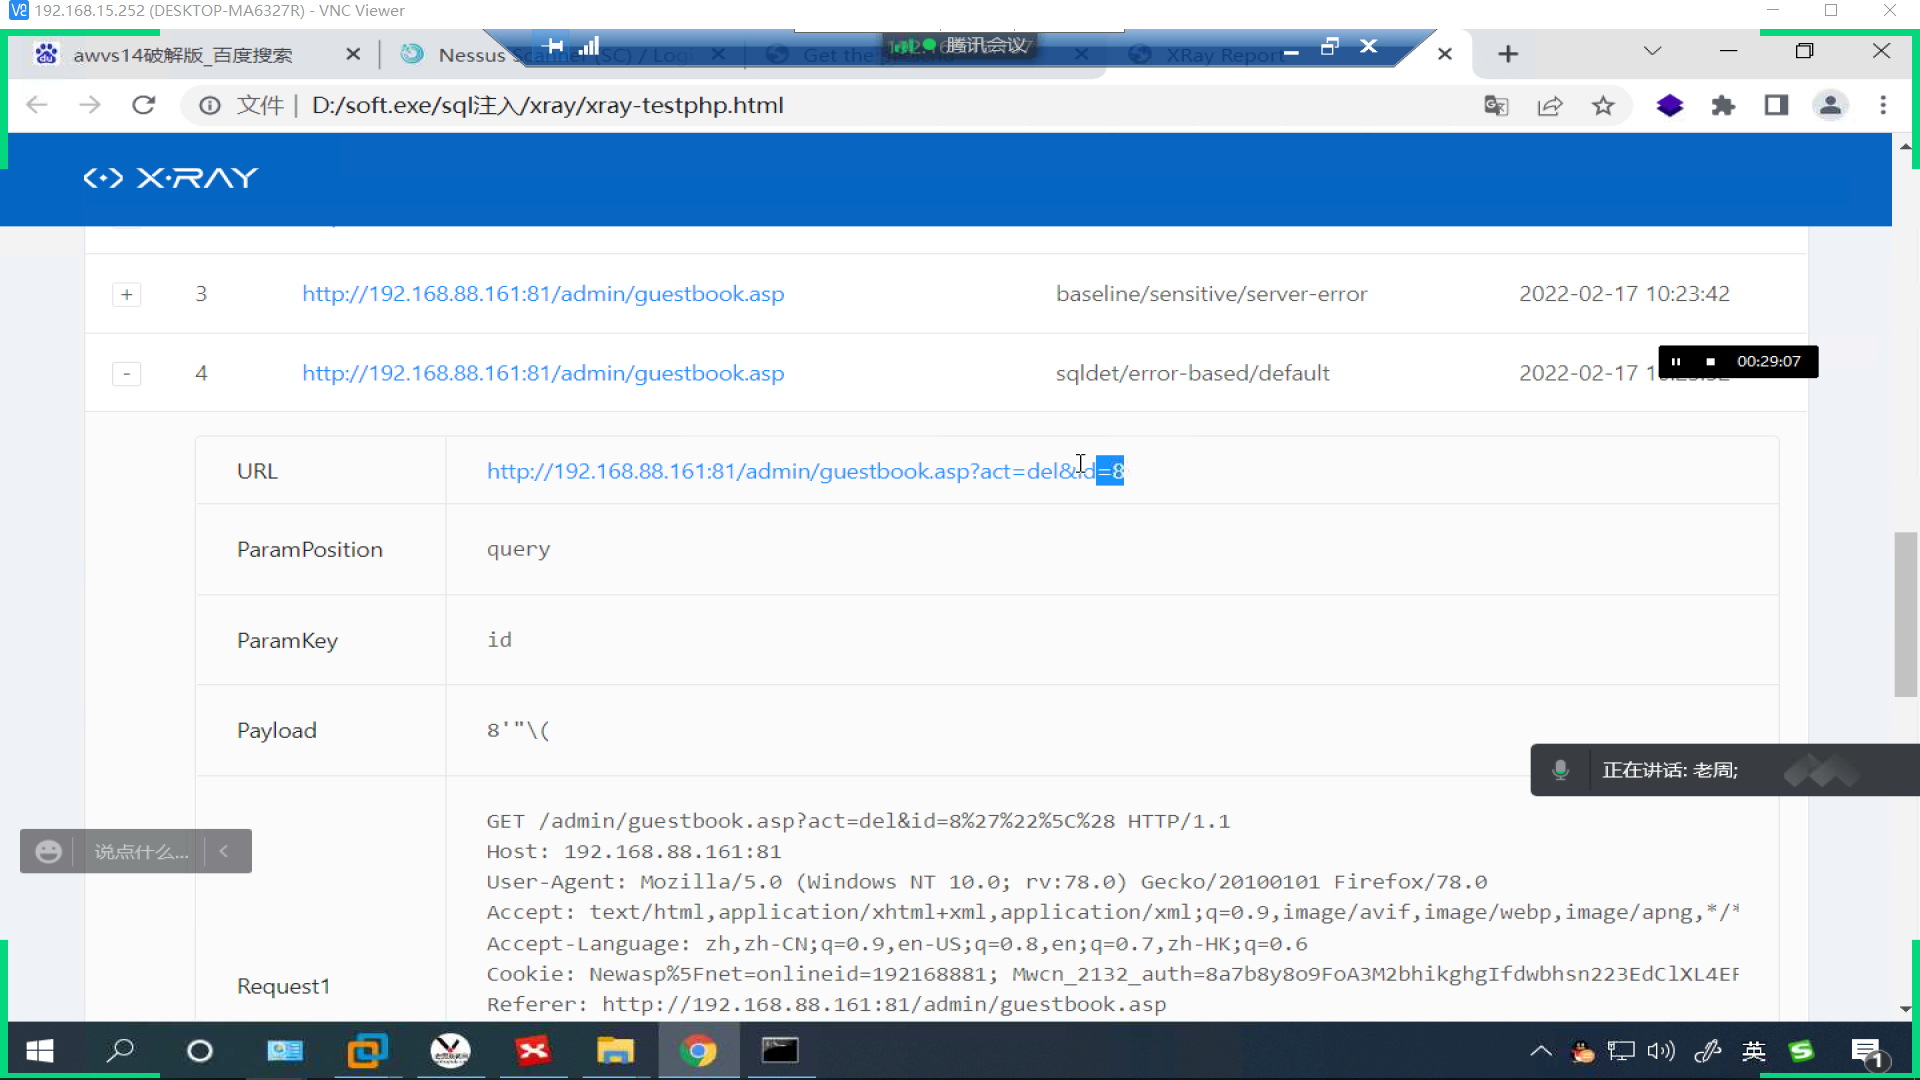 192.168.15.252 (DESKTOP-MA6327R) - VNC Viewer
awvs14破解版_百度搜索
Nessus Scanner (SC) / Logi
Get the
腾讯会议
XRay Report
文件 | D:/soft.exe/sql注入/xray/xray-testphp.html
X-RAY
3 http://192.168.88.161:81/admin/guestbook.asp baseline/sensitive/server-error 2022-02-17 10:23:42
4 http://192.168.88.161:81/admin/guestbook.asp sqldet/error-based/default 2022-02-17
00:29:07
URL http://192.168.88.161:81/admin/guestbook.asp?act=del&id=8
ParamPosition query
ParamKey id
Payload 8'"\(
正在讲话: 老周;
GET /admin/guestbook.asp?act=del&id=8%27%22%5C%28 HTTP/1.1
说点什么...
Host: 192.168.88.161:81
User-Agent: Mozilla/5.0 (Windows NT 10.0; rv:78.0) Gecko/20100101 Firefox/78.0
Accept: text/html,application/xhtml+xml,application/xml;q=0.9,image/avif,image/webp,image/apng,*/*
Accept-Language: zh,zh-CN;q=0.9,en-US;q=0.8,en;q=0.7,zh-HK;q=0.6
Cookie: Newasp%5Fnet=onlineid=192168881; Mwcn_2132_auth=8a7b8y8o9FoA3M2bhikghgIfdwbhsn223EdClXL4EF
Request1
Referer: http://192.168.88.161:81/admin/guestbook.asp
英
1